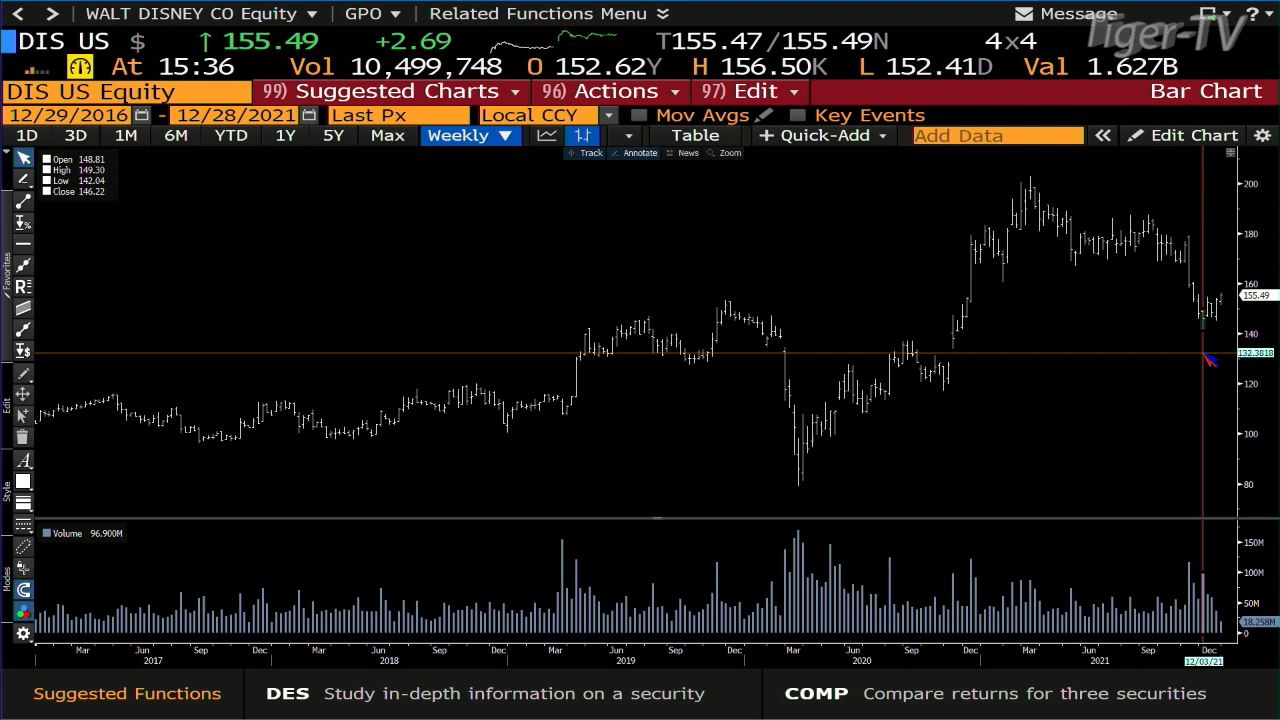 WALT DISNEY CO Equity GPO Related Functions Menu Message ?
Tiger-TV
DIS US $ ↑ 155.49 +2.69 T155.47/155.49N 4x4
At 15:36 Vol 10,499,748 O 152.62Y H 156.50K L 152.41D Val 1.627B
DIS US Equity 99) Suggested Charts 96) Actions 97) Edit Bar Chart
12/29/2016 - 12/28/2021 Last Px Local CCY Mov Avgs Key Events
1D 3D 1M 6M YTD 1Y 5Y Max Weekly ▼ Table + Quick-Add Add Data « Edit Chart
Track Annotate News Zoom
Open 148.81
High 149.30
Low 142.04
Close 146.22
200
180
160
155.49
140
132.3818
120
100
80
Favorites
Edit
Style
Modes
Volume 96.900M
150M
100M
50M
18.258M
0
Mar Jun Sep Dec Mar Jun Sep Dec Mar Jun Sep Dec Mar Jun Sep Dec Mar Jun Sep Dec
2017 2018 2019 2020 2021 12/03/21
Suggested Functions DES Study in-depth information on a security COMP Compare returns for three securities